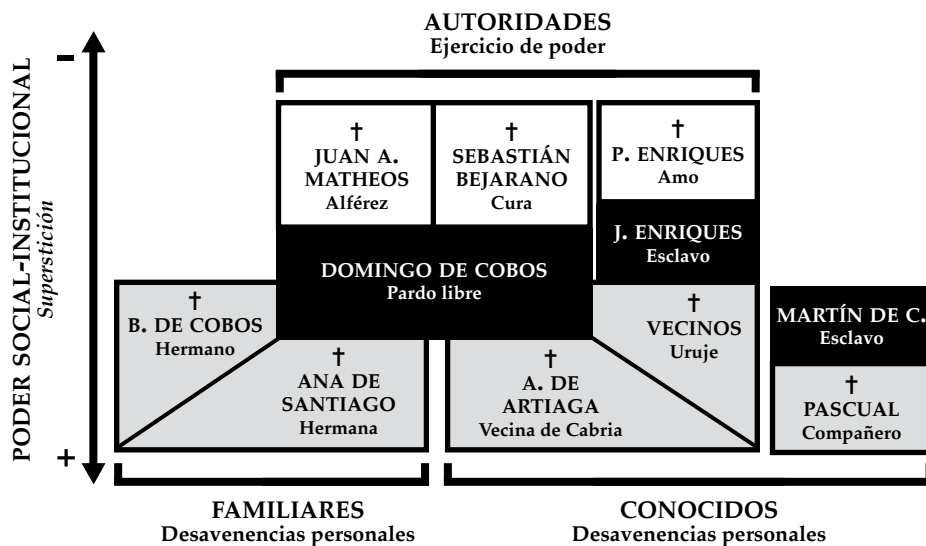 AUTORIDADES
Ejercicio de poder
PODER SOCIAL-INSTITUCIONAL
Superstición
-
+
†
JUAN A.
MATHEOS
Alférez
†
SEBASTIÁN
BEJARANO
Cura
†
P. ENRIQUES
Amo
J. ENRIQUES
Esclavo
DOMINGO DE COBOS
Pardo libre
†
B. DE COBOS
Hermano
†
ANA DE
SANTIAGO
Hermana
†
A. DE
ARTIAGA
Vecina de Cabria
†
VECINOS
Uruje
MARTÍN DE C.
Esclavo
†
PASCUAL
Compañero
FAMILIARES
Desavenencias personales
CONOCIDOS
Desavenencias personales